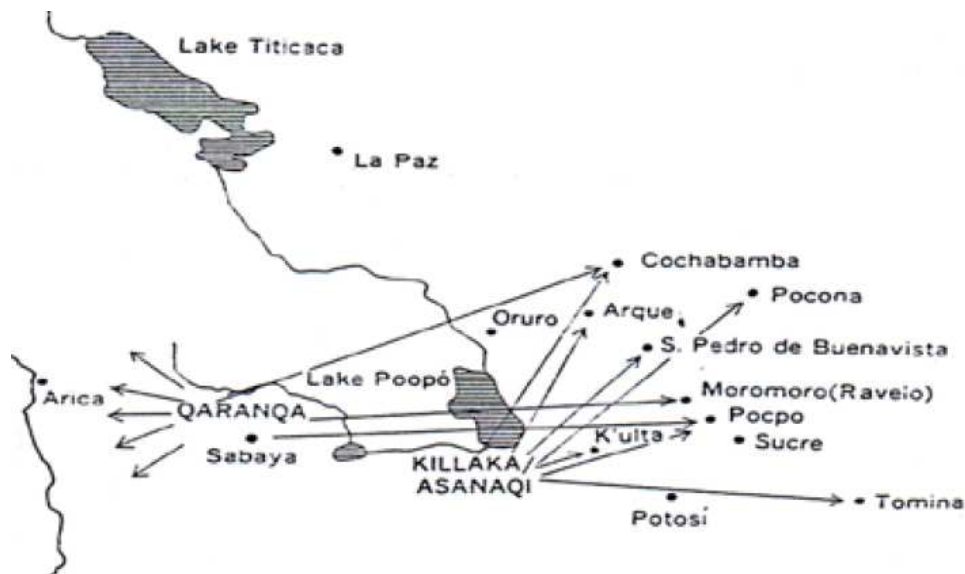 Lake Titicaca
La Paz
Cochabamba
Pocona
Oruro
Arque
S. Pedro de Buenavista
Lake Poopó
Moromoro(Ravelo)
Arica
QARANQA
Pocpo
K'ulta
Sucre
Sabaya
KILLAKA
ASANAQI
Tomina
Potosí